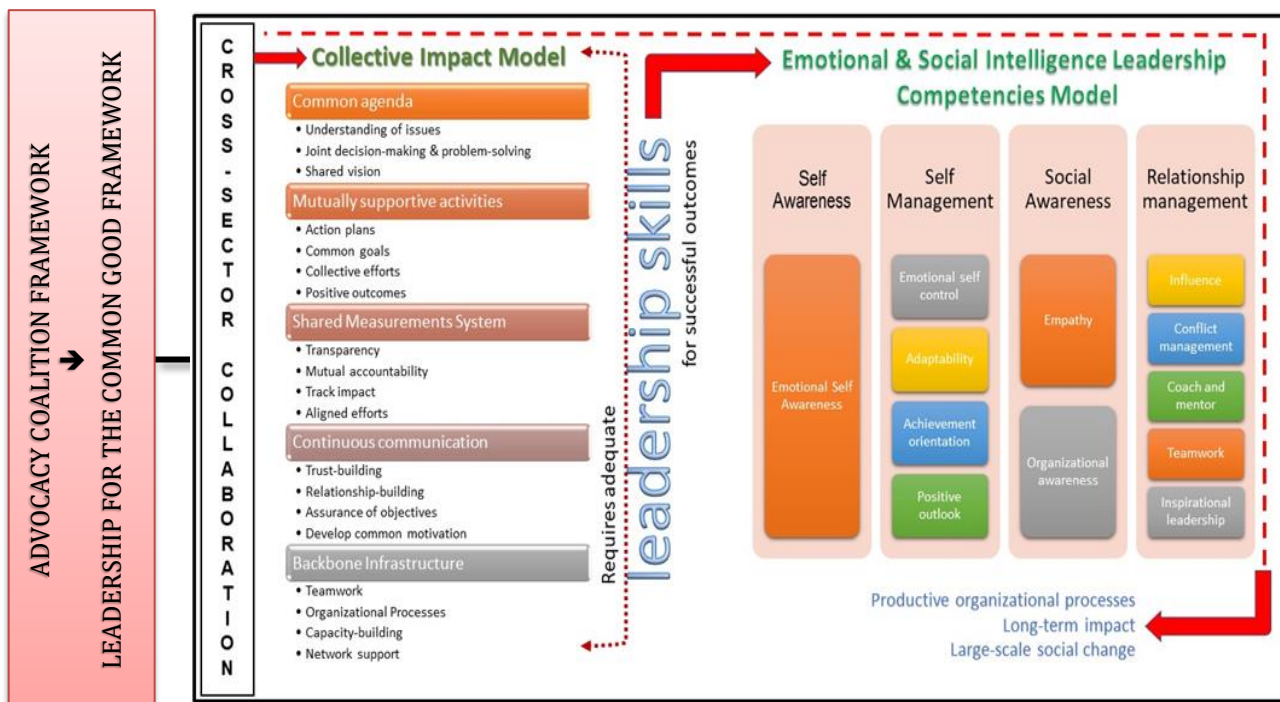 ADVOCACY COALITION FRAMEWORK
➔
LEADERSHIP FOR THE COMMON GOOD FRAMEWORK
CROSS-SECTOR COLLABORATION
Collective Impact Model
Common agenda
• Understanding of issues
• Joint decision-making & problem-solving
• Shared vision
Mutually supportive activities
• Action plans
• Common goals
• Collective efforts
• Positive outcomes
Shared Measurements System
• Transparency
• Mutual accountability
• Track impact
• Aligned efforts
Continuous communication
• Trust-building
• Relationship-building
• Assurance of objectives
• Develop common motivation
Backbone Infrastructure
• Teamwork
• Organizational Processes
• Capacity-building
• Network support
Requires adequate
leadership skills
for successful outcomes
Emotional & Social Intelligence Leadership
Competencies Model
Self
Awareness
Emotional Self
Awareness
Self
Management
Emotional self
control
Adaptability
Achievement
orientation
Positive
outlook
Social
Awareness
Empathy
Organizational
awareness
Relationship
management
Influence
Conflict
management
Coach and
mentor
Teamwork
Inspirational
leadership
Productive organizational processes
Long-term impact
Large-scale social change